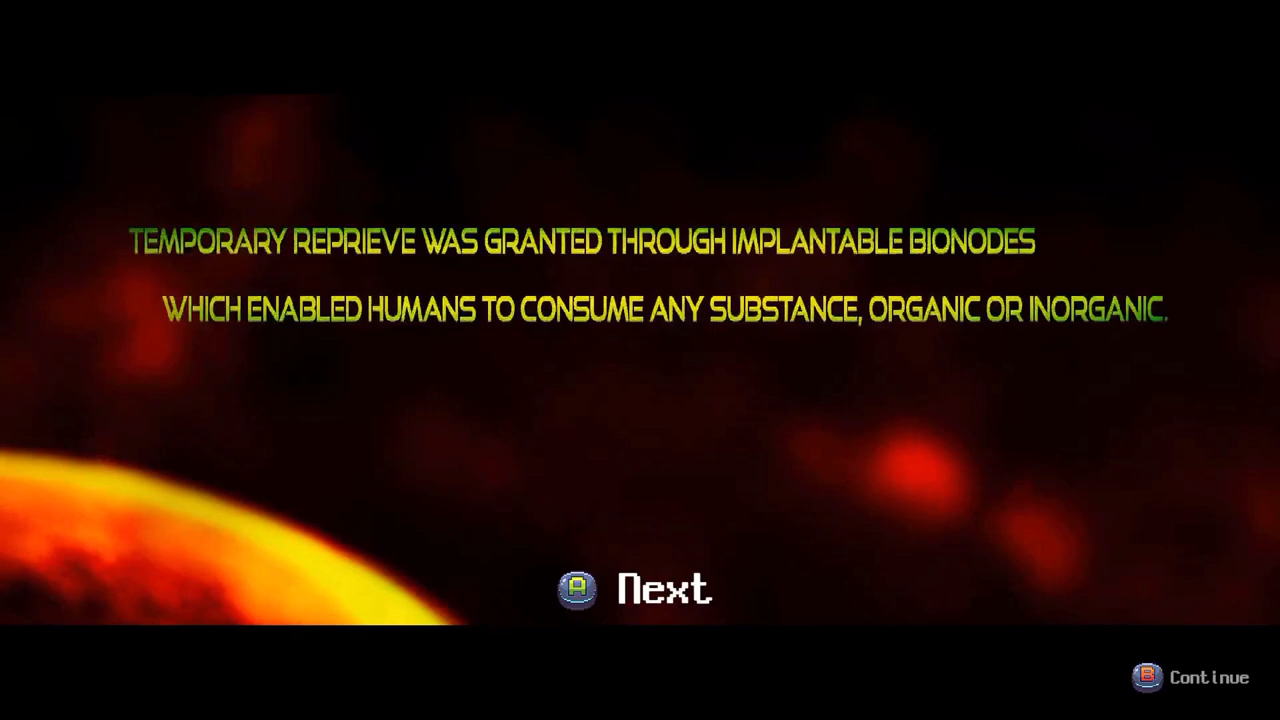 TEMPORARY REPRIEVE WAS GRANTED THROUGH IMPLANTABLE BIONODES
WHICH ENABLED HUMANS TO CONSUME ANY SUBSTANCE, ORGANIC OR INORGANIC.
A Next
B Continue